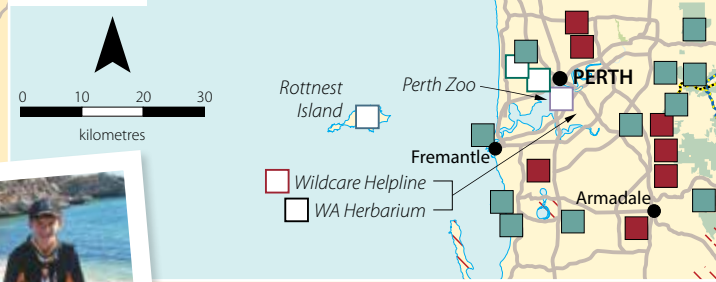 0 10 20 30
kilometres
Rottnest
Island
Perth Zoo
PERTH
Fremantle
Wildcare Helpline
WA Herbarium
Armadale